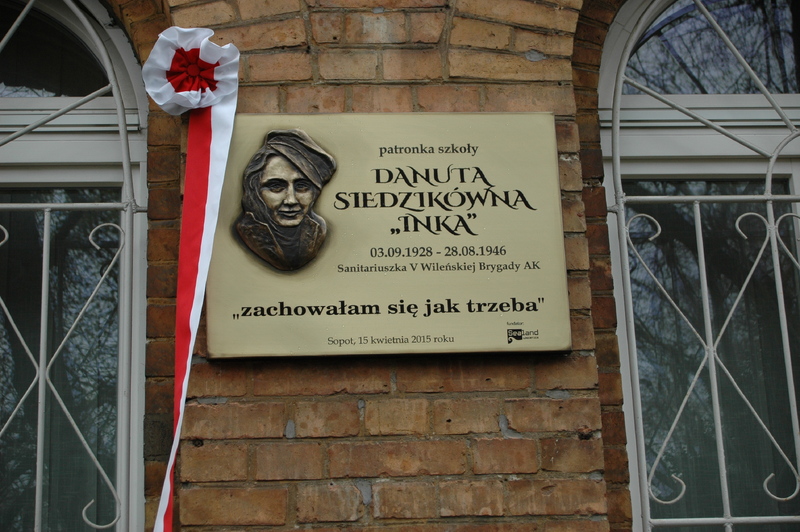 patronka szkoły
DANUTA
SIEDZIKÓWNA
„INKA”
03.09.1928 - 28.08.1946
Sanitariuszka V Wileńskiej Brygady AK
„zachowałam się jak trzeba"
Sopot, 15 kwietnia 2015 roku
SeaLand